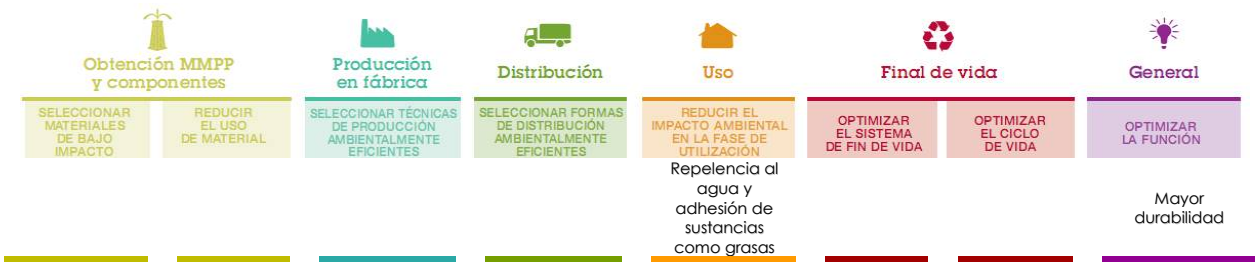 Obtención MMPP
y componentes
Producción
en fábrica
Distribución
Uso
Final de vida
General
SELECCIONAR
MATERIALES
DE BAJO
IMPACTO
REDUCIR
EL USO
DE MATERIAL
SELECCIONAR TÉCNICAS
DE PRODUCCIÓN
AMBIENTALMENTE
EFICIENTES
SELECCIONAR FORMAS
DE DISTRIBUCIÓN
AMBIENTALMENTE
EFICIENTES
REDUCIR EL
IMPACTO AMBIENTAL
EN LA FASE DE
UTILIZACIÓN
OPTIMIZAR
EL SISTEMA
DE FIN DE VIDA
OPTIMIZAR
EL CICLO
DE VIDA
OPTIMIZAR
LA FUNCIÓN
Repelencia al
agua y
adhesión de
sustancias
como grasas
Mayor
durabilidad